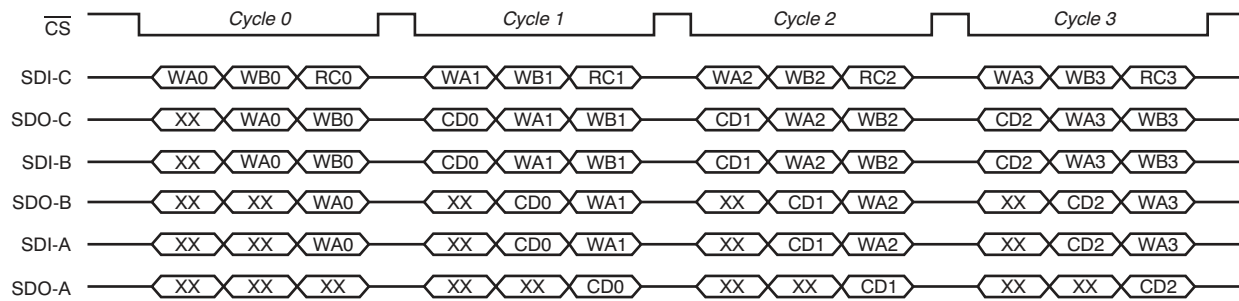 CS Cycle 0 Cycle 1 Cycle 2 Cycle 3
SDI-C WA0 WB0 RC0 WA1 WB1 RC1 WA2 WB2 RC2 WA3 WB3 RC3
SDO-C XX WA0 WB0 CD0 WA1 WB1 CD1 WA2 WB2 CD2 WA3 WB3
SDI-B XX WA0 WB0 CD0 WA1 WB1 CD1 WA2 WB2 CD2 WA3 WB3
SDO-B XX XX WA0 XX CD0 WA1 XX CD1 WA2 XX CD2 WA3
SDI-A XX XX WA0 XX CD0 WA1 XX CD1 WA2 XX CD2 WA3
SDO-A XX XX XX XX XX CD0 XX XX CD1 XX XX CD2